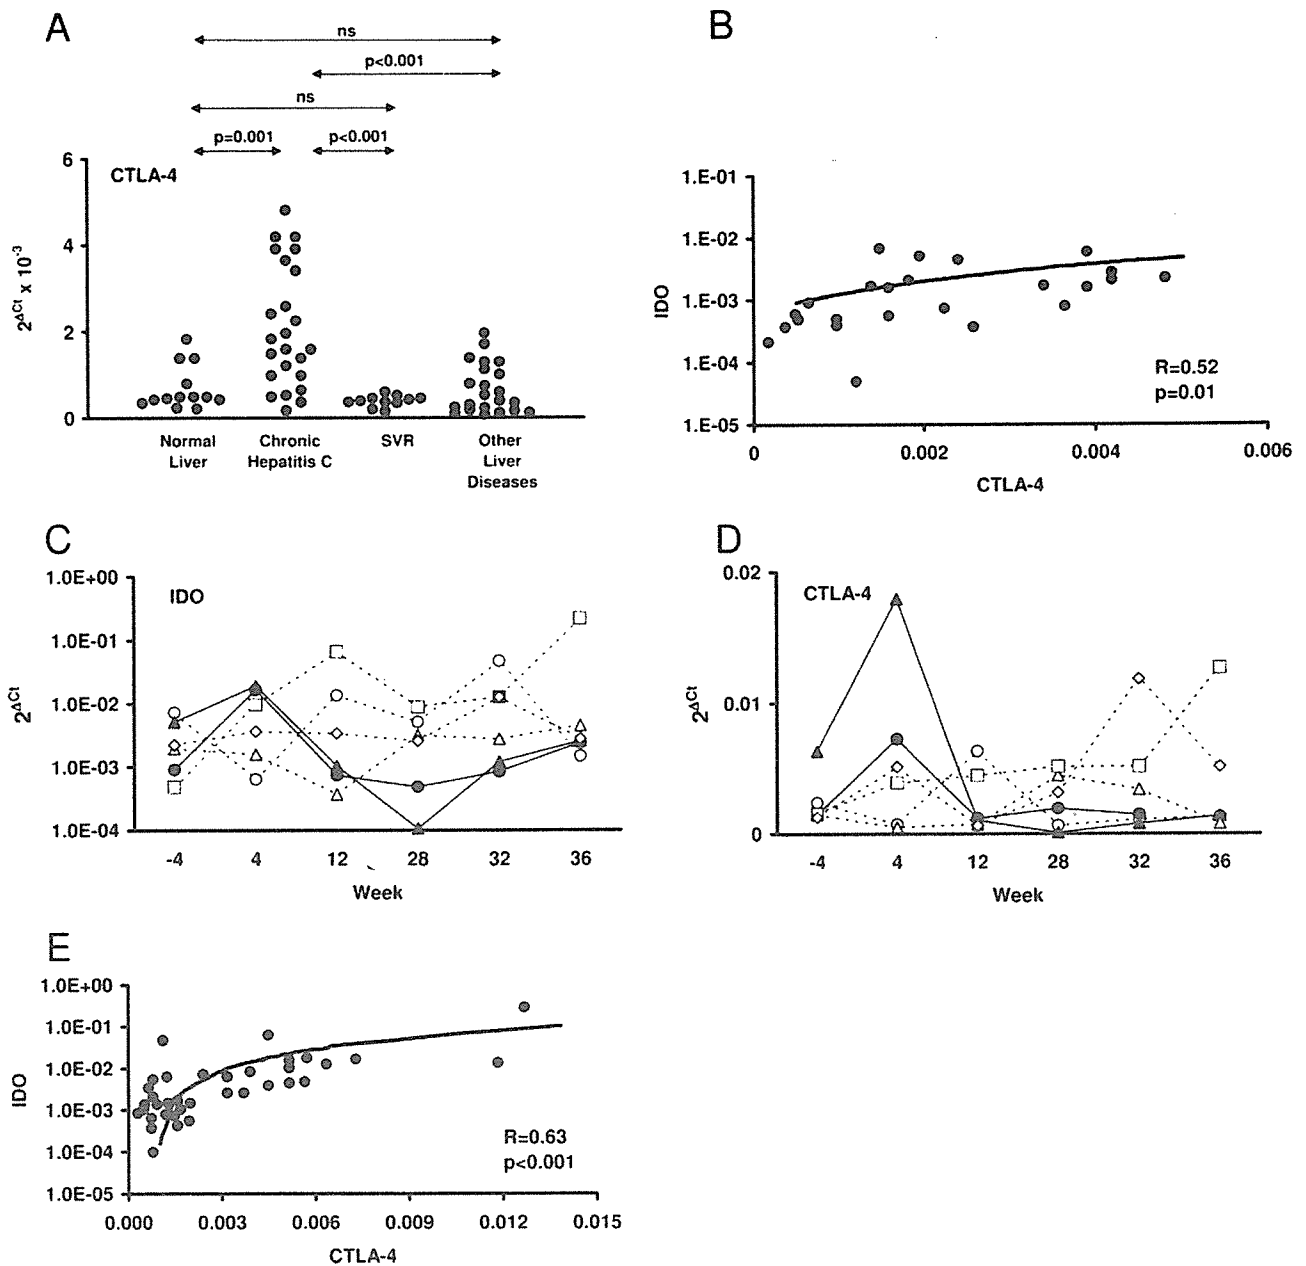 A
ns
p<0.001
ns
p=0.001 p<0.001
6
CTLA-4
4
2
0
2ΔCt x 10-3
Normal Liver
Chronic Hepatitis C
SVR
Other Liver Diseases
B
1.E-01
1.E-02
1.E-03
1.E-04
1.E-05
IDO
R=0.52
p=0.01
0 0.002 0.004 0.006
CTLA-4
C
1.0E+00
IDO
1.0E-01
1.0E-02
1.0E-03
1.0E-04
2ΔCt
-4 4 12 28 32 36
Week
D
0.02
CTLA-4
0.01
0
2ΔCt
-4 4 12 28 32 36
Week
E
1.0E+00
1.0E-01
1.0E-02
1.0E-03
1.0E-04
1.0E-05
IDO
R=0.63
p<0.001
0.000 0.003 0.006 0.009 0.012 0.015
CTLA-4